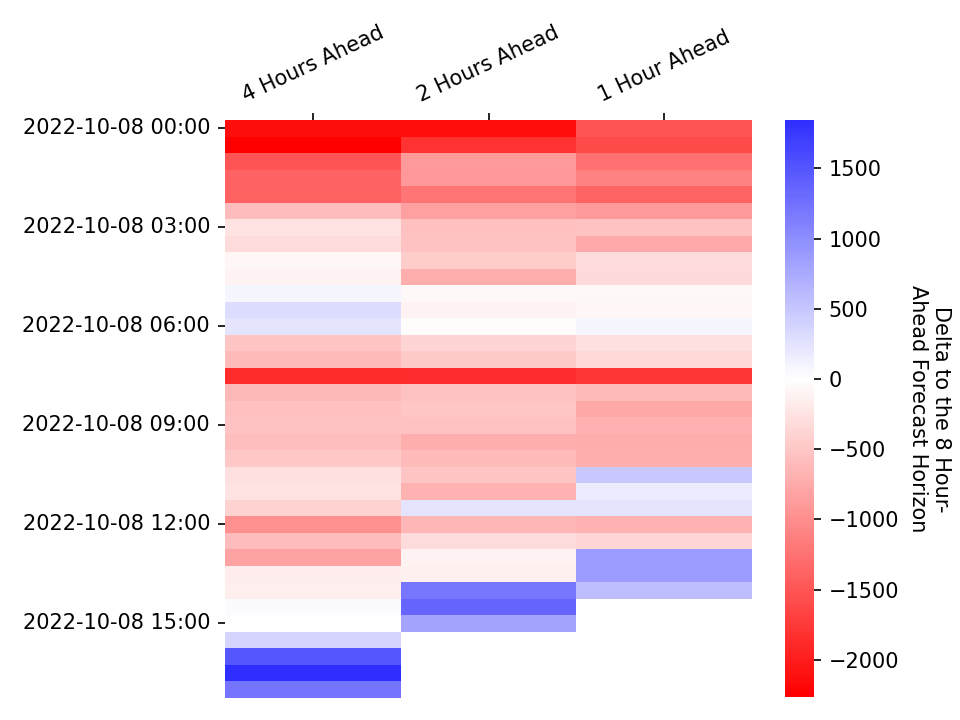 4 Hours Ahead
2 Hours Ahead
1 Hour Ahead
2022-10-08 00:00
2022-10-08 03:00
2022-10-08 06:00
2022-10-08 09:00
2022-10-08 12:00
2022-10-08 15:00
1500
1000
500
0
−500
−1000
−1500
−2000
Delta to the 8 Hour-
Ahead Forecast Horizon